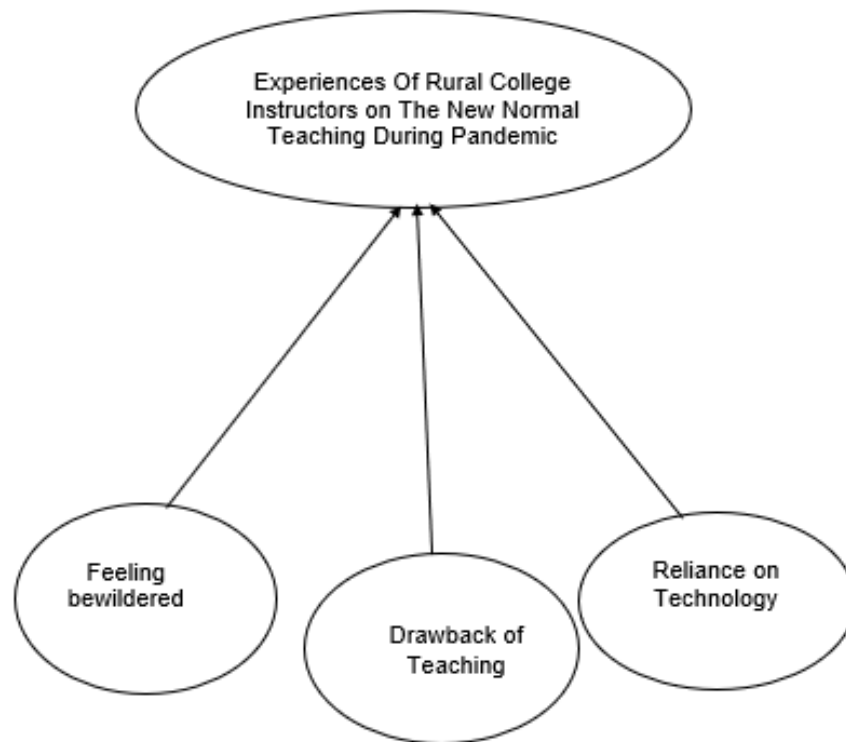 Experiences Of Rural College
Instructors on The New Normal
Teaching During Pandemic
Feeling
bewildered
Drawback of
Teaching
Reliance on
Technology